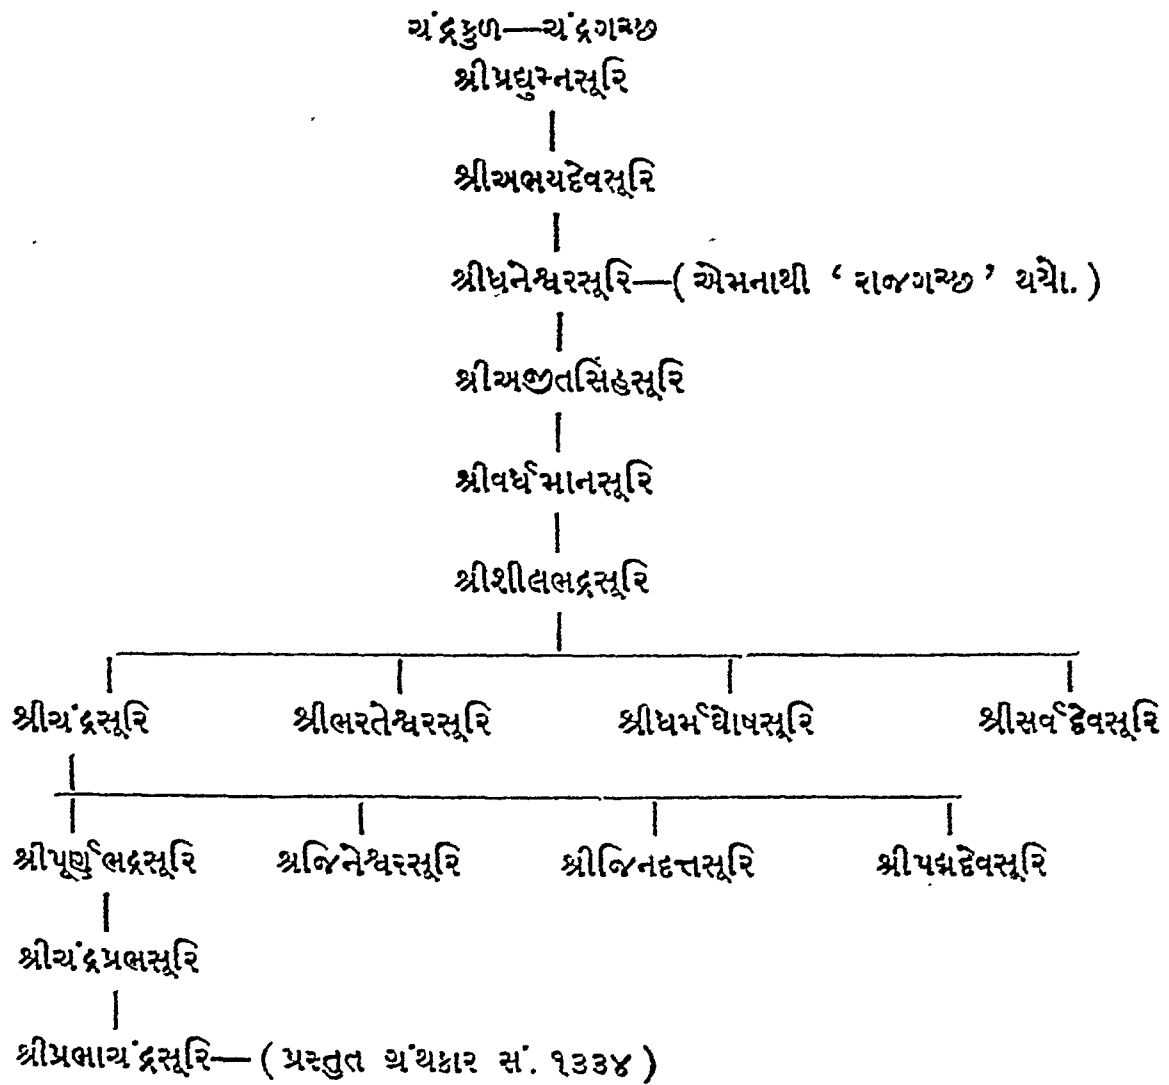 ચંદ્રકુળ—ચંદ્રગચ્છ
શ્રીપ્રદ્યુમ્નસૂરિ
શ્રીઅભયદેવસૂરિ
શ્રીધનેશ્વરસૂરિ—( એમનાથી ‘ રાજગચ્છ ’ થયો. )
શ્રીઅજીતસિંહસૂરિ
શ્રીવર્ધમાનસૂરિ
શ્રીશીલભદ્રસૂરિ
શ્રીચંદ્રસૂરિ શ્રીભરતેશ્વરસૂરિ શ્રીધર્મઘોષસૂરિ શ્રીસર્વદેવસૂરિ
શ્રીપૂર્ણભદ્રસૂરિ શ્રજિનેશ્વરસૂરિ શ્રીજિનદત્તસૂરિ શ્રીપદ્મદેવસૂરિ
શ્રીચંદ્રપ્રભસૂરિ
શ્રીપ્રભાચંદ્રસૂરિ—( પ્રસ્તુત ગ્રંથકાર સં. ૧૩૩૪ )